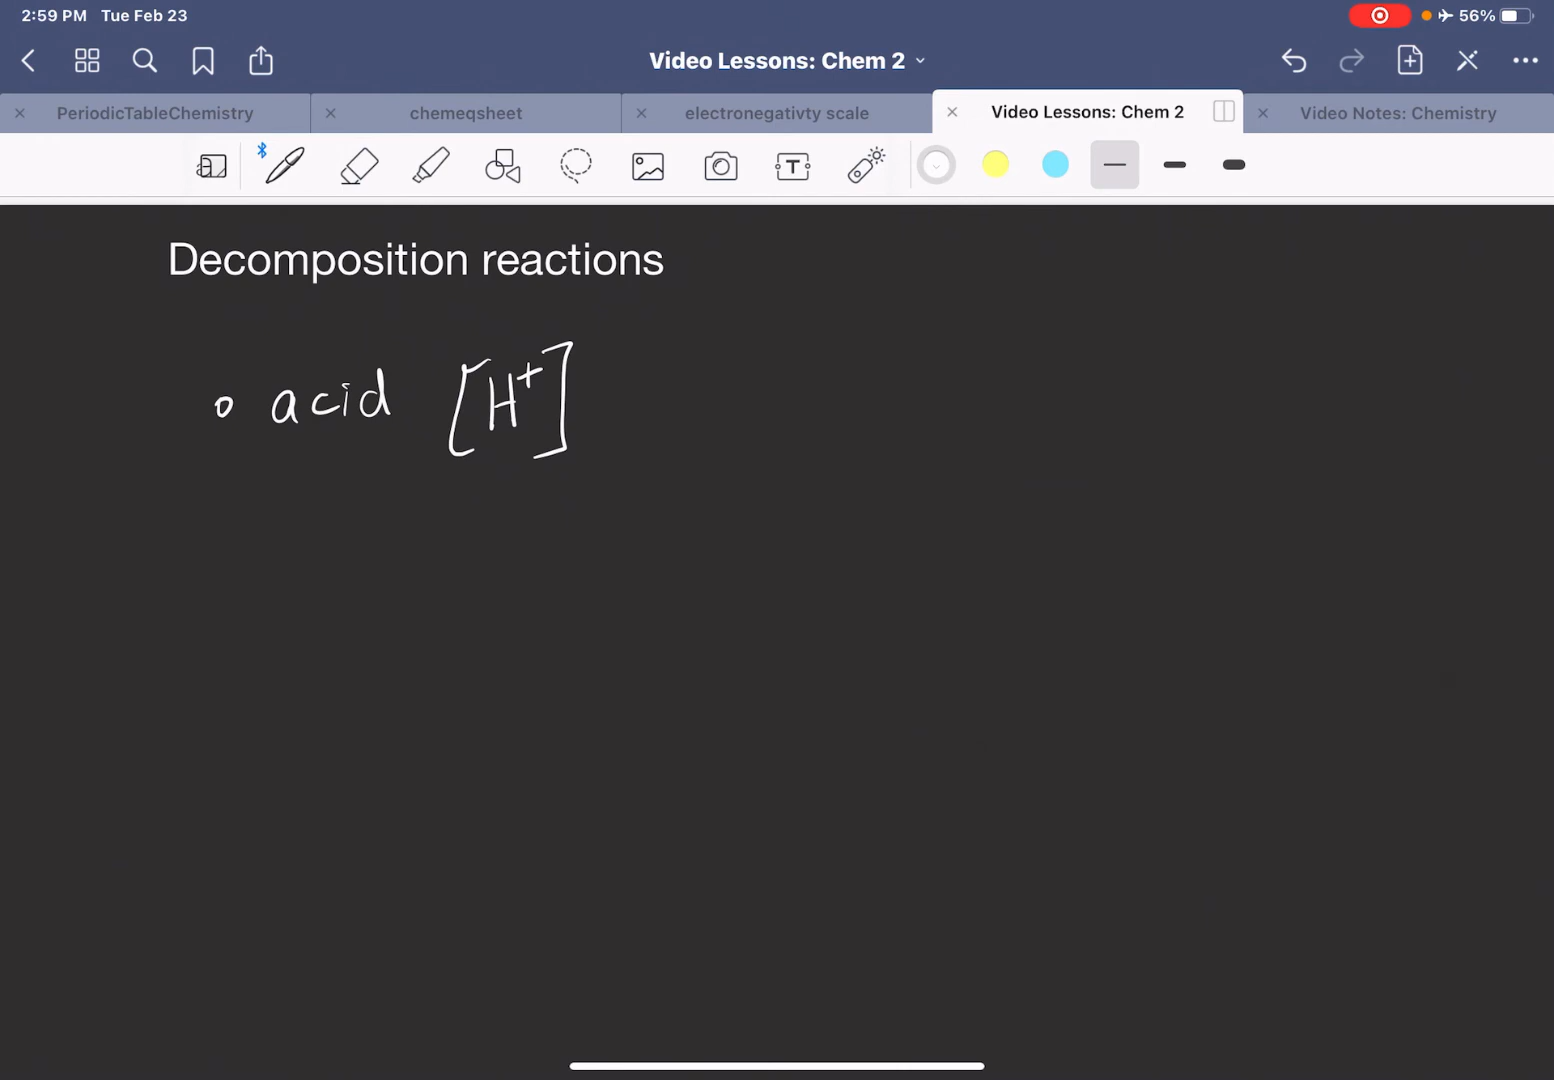 2:59 PM Tue Feb 23
56%
Video Lessons: Chem 2
PeriodicTableChemistry
chemeqsheet
electronegativty scale
Video Lessons: Chem 2
Video Notes: Chemistry
Decomposition reactions
acid [H⁺]